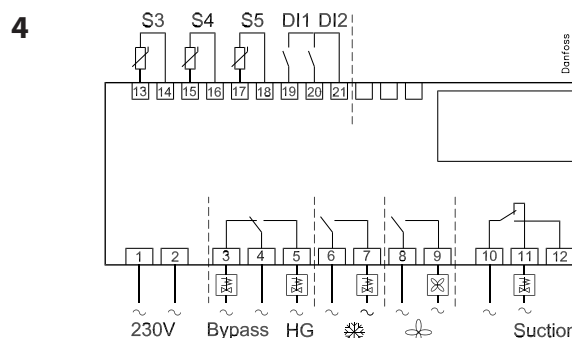 4
S3 S4 S5 DI1 DI2
Danfoss
13 14 15 16 17 18 19 20 21
1 2 3 4 5 6 7 8 9 10 11 12
230V Bypass HG Suction